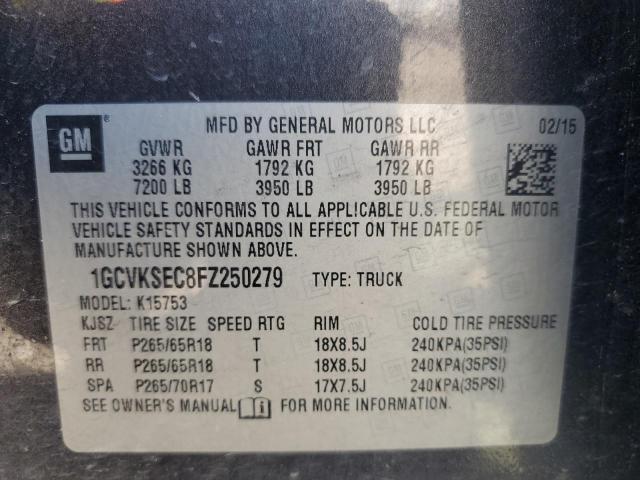 GM ® MFD BY GENERAL MOTORS LLC 02/15
GVWR GAWR FRT GAWR RR
3266 KG 1792 KG 1792 KG
7200 LB 3950 LB 3950 LB
THIS VEHICLE CONFORMS TO ALL APPLICABLE U.S. FEDERAL MOTOR
VEHICLE SAFETY STANDARDS IN EFFECT ON THE DATE OF
MANUFACTURE SHOWN ABOVE.
1GCVKSEC8FZ250279 TYPE: TRUCK
MODEL: K15753
KJSZ TIRE SIZE SPEED RTG RIM COLD TIRE PRESSURE
FRT P265/65R18 T 18X8.5J 240KPA(35PSI)
RR P265/65R18 T 18X8.5J 240KPA(35PSI)
SPA P265/70R17 S 17X7.5J 240KPA(35PSI)
SEE OWNER'S MANUAL FOR MORE INFORMATION.